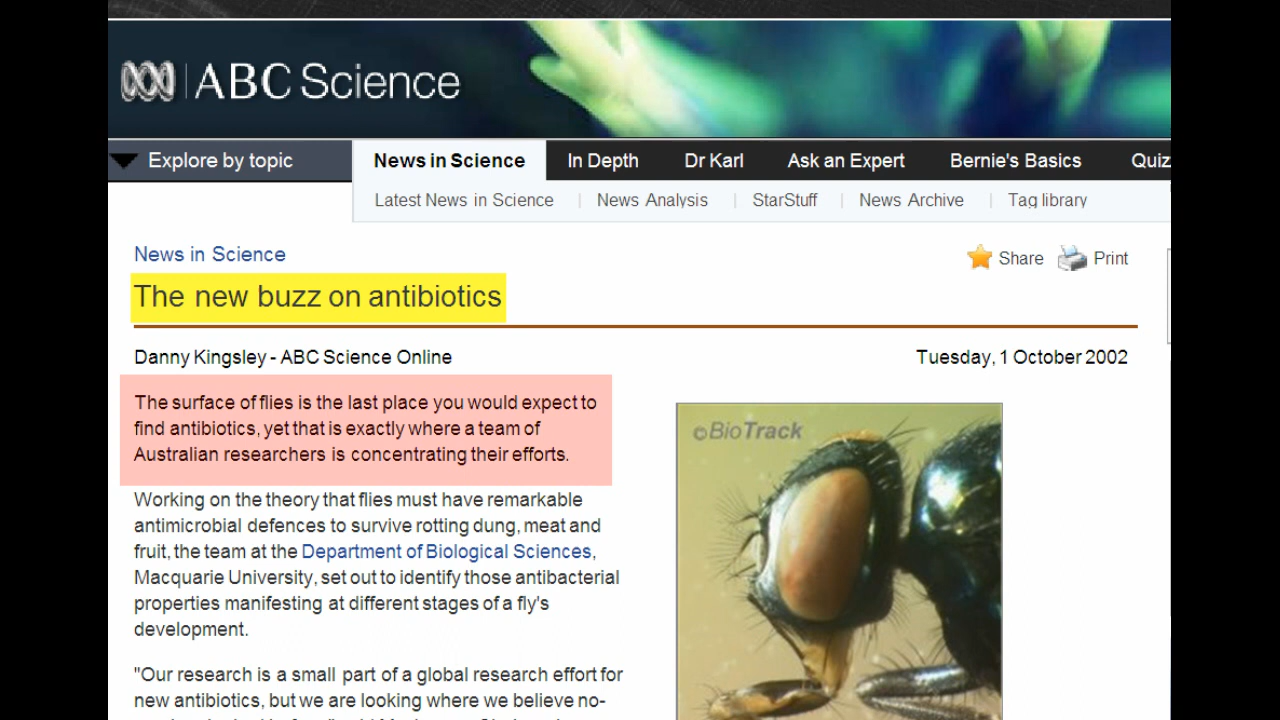 ABC Science
Explore by topic
News in Science
In Depth
Dr Karl
Ask an Expert
Bernie's Basics
Quiz
Latest News in Science
News Analysis
StarStuff
News Archive
Tag library
News in Science
Share
Print
The new buzz on antibiotics
Danny Kingsley - ABC Science Online
Tuesday, 1 October 2002
The surface of flies is the last place you would expect to
find antibiotics, yet that is exactly where a team of
Australian researchers is concentrating their efforts.
©BioTrack
Working on the theory that flies must have remarkable
antimicrobial defences to survive rotting dung, meat and
fruit, the team at the Department of Biological Sciences,
Macquarie University, set out to identify those antibacterial
properties manifesting at different stages of a fly's
development.
"Our research is a small part of a global research effort for
new antibiotics, but we are looking where we believe no-